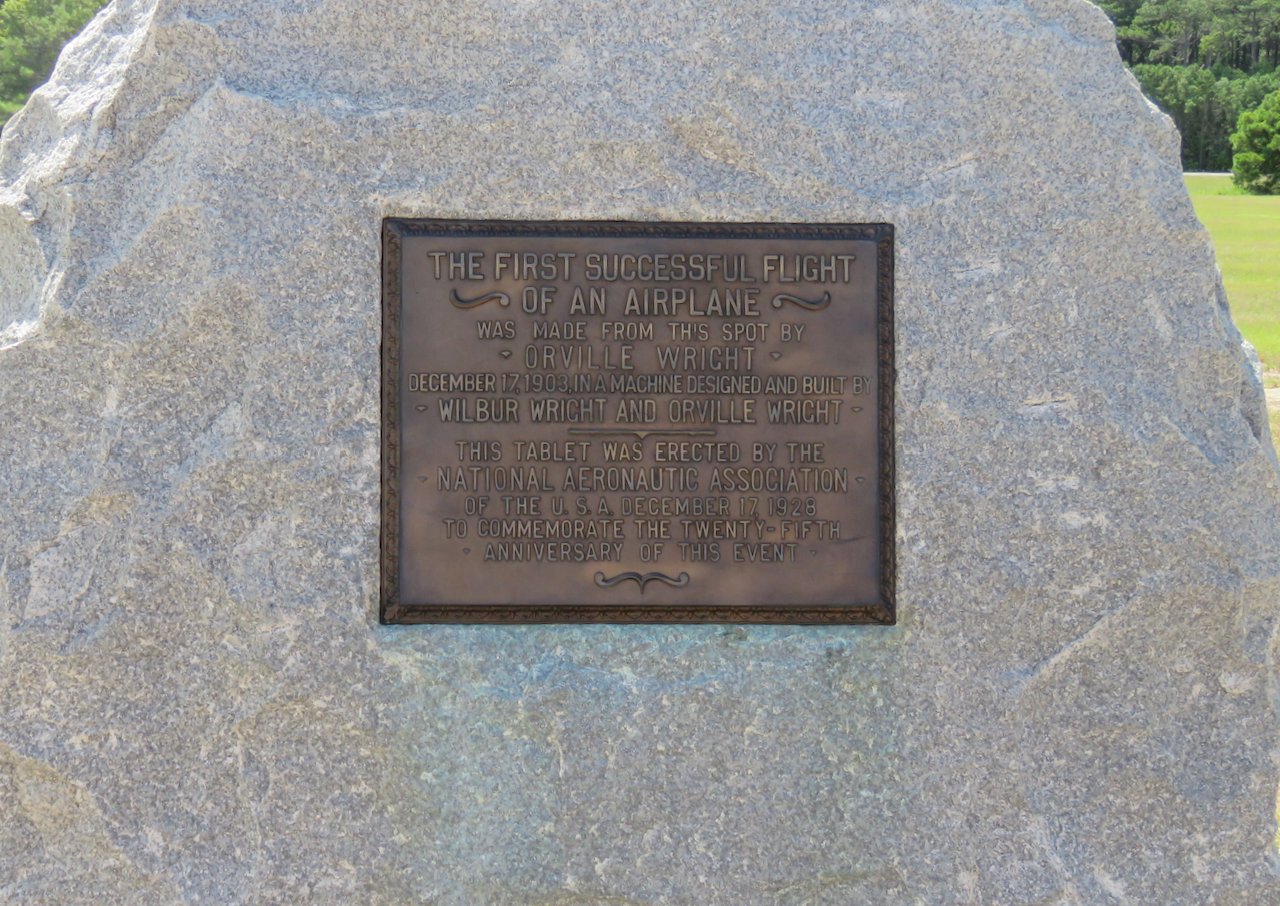 THE FIRST SUCCESSFUL FLIGHT
OF AN AIRPLANE
WAS MADE FROM THIS SPOT BY
ORVILLE WRIGHT
DECEMBER 17, 1903, IN A MACHINE DESIGNED AND BUILT BY
WILBUR WRIGHT AND ORVILLE WRIGHT
THIS TABLET WAS ERECTED BY THE
NATIONAL AERONAUTIC ASSOCIATION
OF THE U. S. A. DECEMBER 17, 1928
TO COMMEMORATE THE TWENTY-FIFTH
ANNIVERSARY OF THIS EVENT